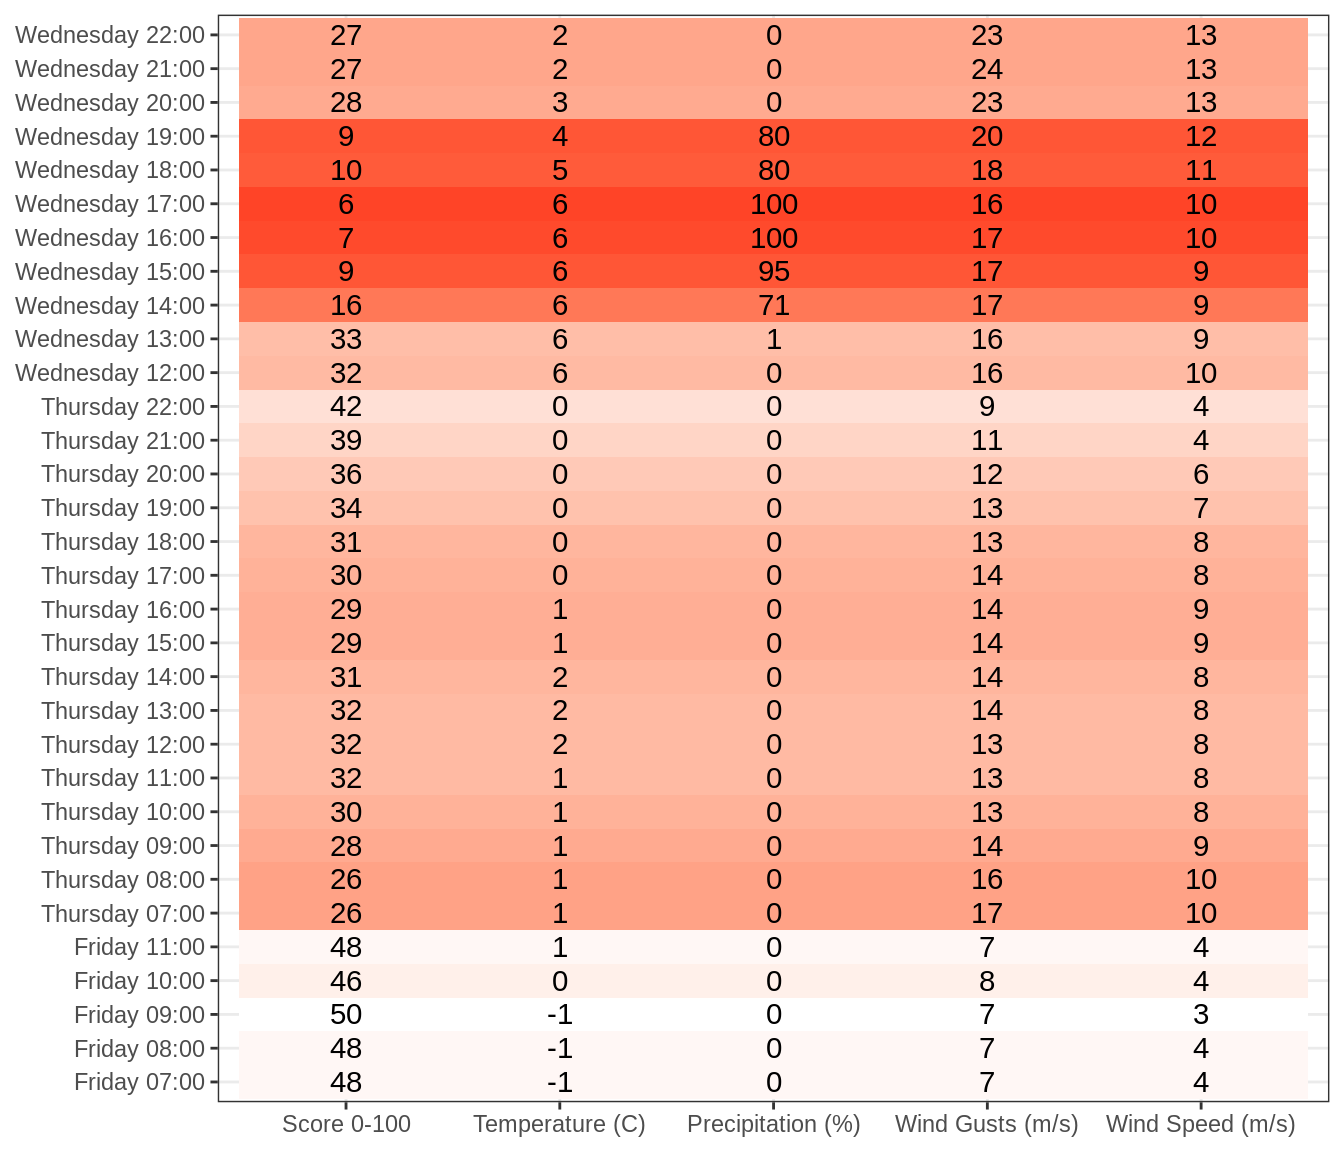 Wednesday 22:00 27 2 0 23 13
Wednesday 21:00 27 2 0 24 13
Wednesday 20:00 28 3 0 23 13
Wednesday 19:00 9 4 80 20 12
Wednesday 18:00 10 5 80 18 11
Wednesday 17:00 6 6 100 16 10
Wednesday 16:00 7 6 100 17 10
Wednesday 15:00 9 6 95 17 9
Wednesday 14:00 16 6 71 17 9
Wednesday 13:00 33 6 1 16 9
Wednesday 12:00 32 6 0 16 10
Thursday 22:00 42 0 0 9 4
Thursday 21:00 39 0 0 11 4
Thursday 20:00 36 0 0 12 6
Thursday 19:00 34 0 0 13 7
Thursday 18:00 31 0 0 13 8
Thursday 17:00 30 0 0 14 8
Thursday 16:00 29 1 0 14 9
Thursday 15:00 29 1 0 14 9
Thursday 14:00 31 2 0 14 8
Thursday 13:00 32 2 0 14 8
Thursday 12:00 32 2 0 13 8
Thursday 11:00 32 1 0 13 8
Thursday 10:00 30 1 0 13 8
Thursday 09:00 28 1 0 14 9
Thursday 08:00 26 1 0 16 10
Thursday 07:00 26 1 0 17 10
Friday 11:00 48 1 0 7 4
Friday 10:00 46 0 0 8 4
Friday 09:00 50 -1 0 7 3
Friday 08:00 48 -1 0 7 4
Friday 07:00 48 -1 0 7 4
Score 0-100 Temperature (C) Precipitation (%) Wind Gusts (m/s) Wind Speed (m/s)